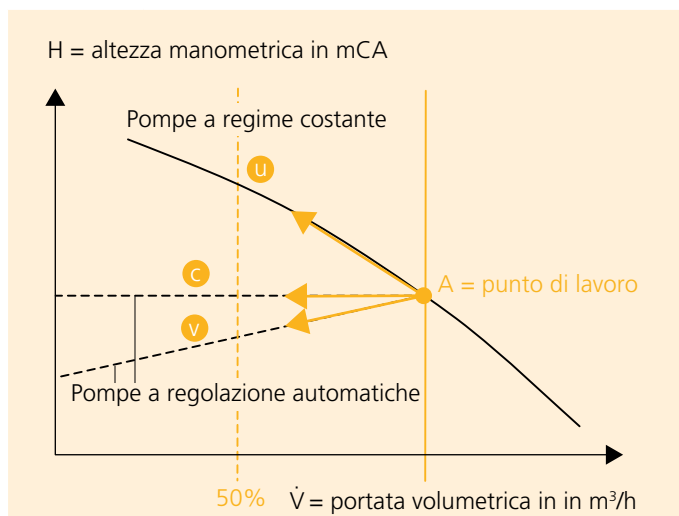 H = altezza manometrica in mCA
Pompe a regime costante
u
c
A = punto di lavoro
v
Pompe a regolazione automatiche
50%
V̇ = portata volumetrica in in m³/h